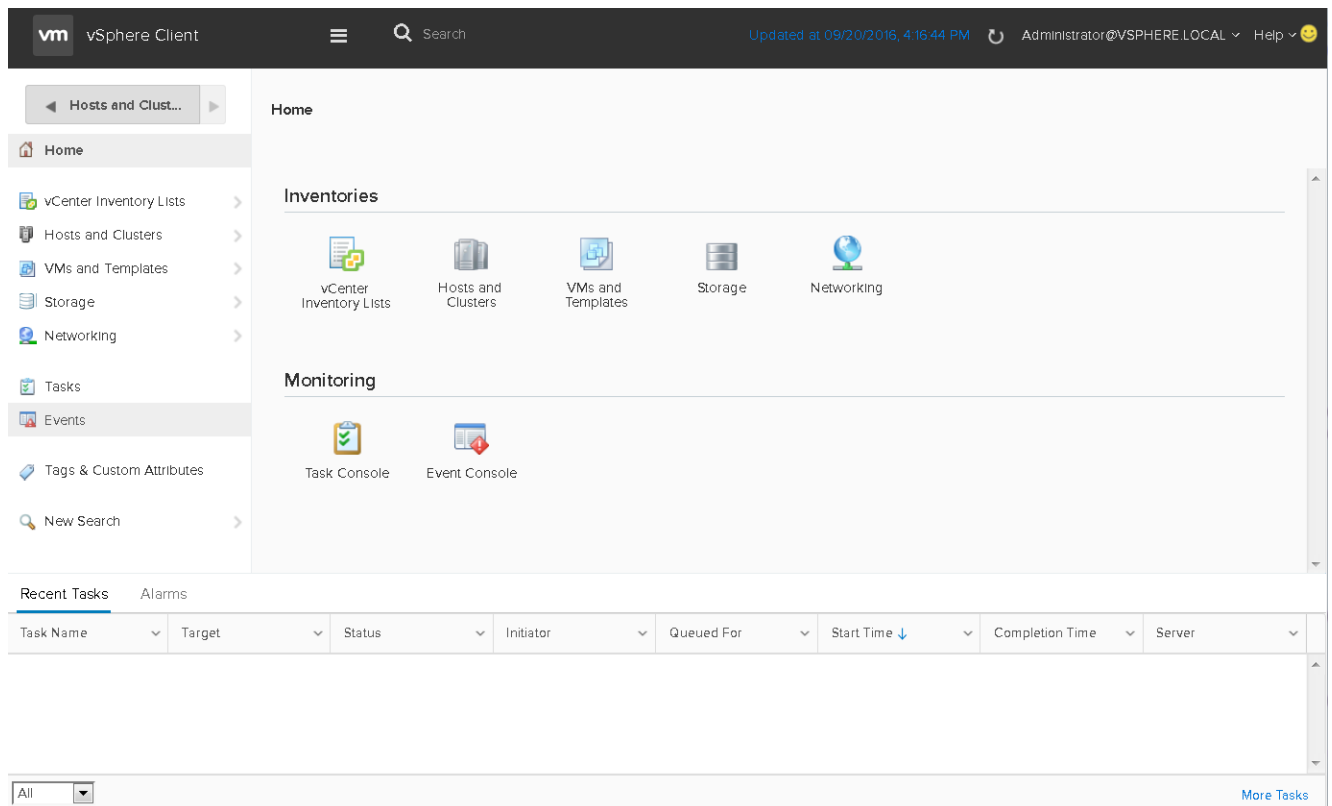 vm vSphere Client Search Updated at 09/20/2016, 4:16:44 PM Administrator@VSPHERE.LOCAL Help
Hosts and Clust...
Home
vCenter Inventory Lists
Hosts and Clusters
VMs and Templates
Storage
Networking
Tasks
Events
Tags & Custom Attributes
New Search
Home
Inventories
vCenter
Inventory Lists
Hosts and
Clusters
VMs and
Templates
Storage
Networking
Monitoring
Task Console
Event Console
Recent Tasks Alarms
Task Name Target Status Initiator Queued For Start Time Completion Time Server
All
More Tasks